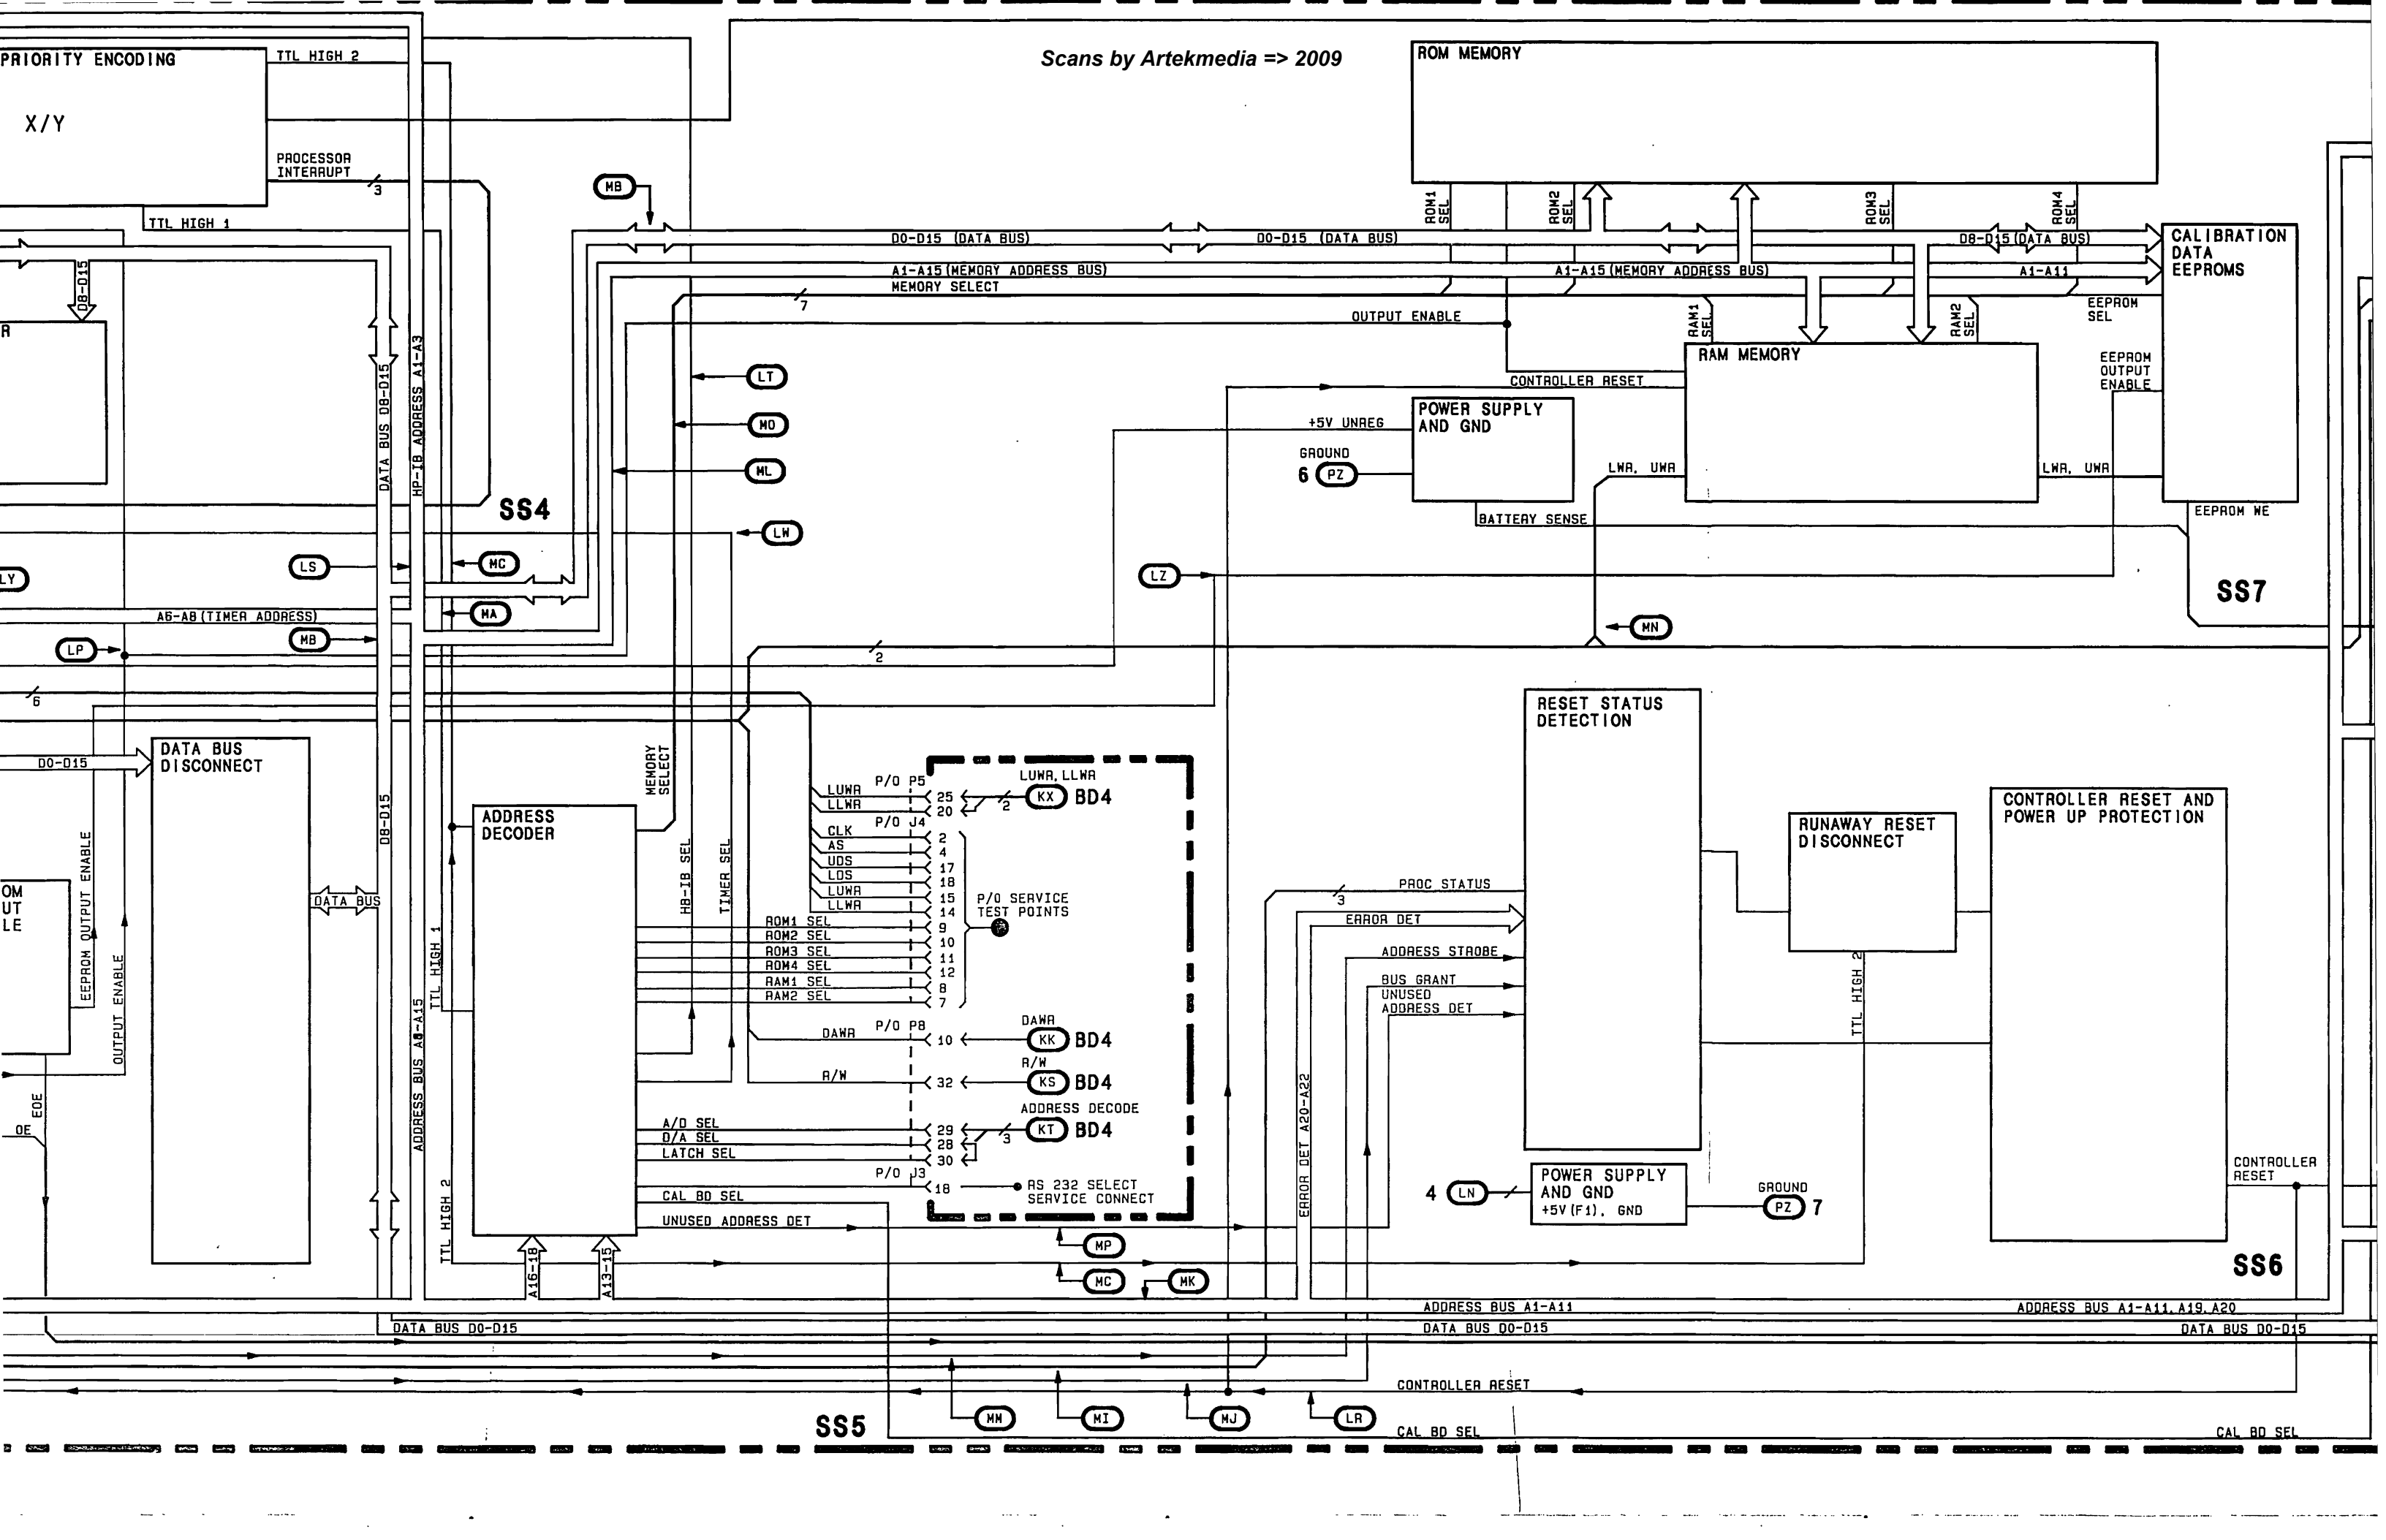 Scans by Artekmedia => 2009
PRIORITY ENCODING
X/Y
TTL HIGH 2
PROCESSOR
INTERRUPT
3
TTL HIGH 1
MB
ROM MEMORY
ROM1
SEL
ROM2
SEL
ROM3
SEL
ROM4
SEL
D0-D15 (DATA BUS)
D0-D15 (DATA BUS)
D8-D15 (DATA BUS)
A1-A15 (MEMORY ADDRESS BUS)
A1-A15 (MEMORY ADDRESS BUS)
A1-A11
MEMORY SELECT
7
CALIBRATION
DATA
EEPROMS
EEPROM
SEL
EEPROM
OUTPUT
ENABLE
D8-D15
R
DATA BUS D8-D15
HP-IB ADDRESS A1-A3
OUTPUT ENABLE
RAM1
SEL
RAM2
SEL
RAM MEMORY
CONTROLLER RESET
LT
MO
ML
LW
POWER SUPPLY
AND GND
+5V UNREG
GROUND
6 PZ
LWR, UWR
LWR, UWR
BATTERY SENSE
EEPROM WE
SS4
LS
MC
LY
LZ
SS7
A6-A8 (TIMER ADDRESS)
MA
MB
LP
MN
2
6
DATA BUS
DISCONNECT
D0-D15
D8-D15
DATA BUS
OM
UT
LE
EEPROM OUTPUT ENABLE
OUTPUT ENABLE
EOE
OE
ADDRESS BUS A8-A15
TTL HIGH 1
TTL HIGH 2
ADDRESS
DECODER
MEMORY
SELECT
HB-IB SEL
TIMER SEL
P/O P5
LUWR
25
LLWR
20
LUWR, LLWR
2
KX BD4
P/O J4
CLK
2
AS
4
UDS
17
LDS
18
LUWR
15
LLWR
14
ROM1 SEL
9
ROM2 SEL
10
ROM3 SEL
11
ROM4 SEL
12
RAM1 SEL
8
RAM2 SEL
7
P/O SERVICE
TEST POINTS
P/O P8
DAWR
10
DAWR
KK BD4
R/W
32
R/W
KS BD4
ADDRESS DECODE
A/D SEL
29
3
KT BD4
D/A SEL
28
LATCH SEL
30
P/O J3
18
RS 232 SELECT
SERVICE CONNECT
CAL BD SEL
UNUSED ADDRESS DET
MP
MC
MK
A16-18
A13-15
RESET STATUS
DETECTION
PROC STATUS
3
ERROR DET
ADDRESS STROBE
BUS GRANT
UNUSED
ADDRESS DET
ERROR DET A20-A22
RUNAWAY RESET
DISCONNECT
TTL HIGH 2
CONTROLLER RESET AND
POWER UP PROTECTION
4 LN
POWER SUPPLY
AND GND
+5V (F1), GND
GROUND
PZ 7
CONTROLLER
RESET
SS6
ADDRESS BUS A1-A11
ADDRESS BUS A1-A11, A19, A20
DATA BUS D0-D15
DATA BUS D0-D15
DATA BUS D0-D15
CONTROLLER RESET
SS5
MM
MI
MJ
LR
CAL BD SEL
CAL BD SEL